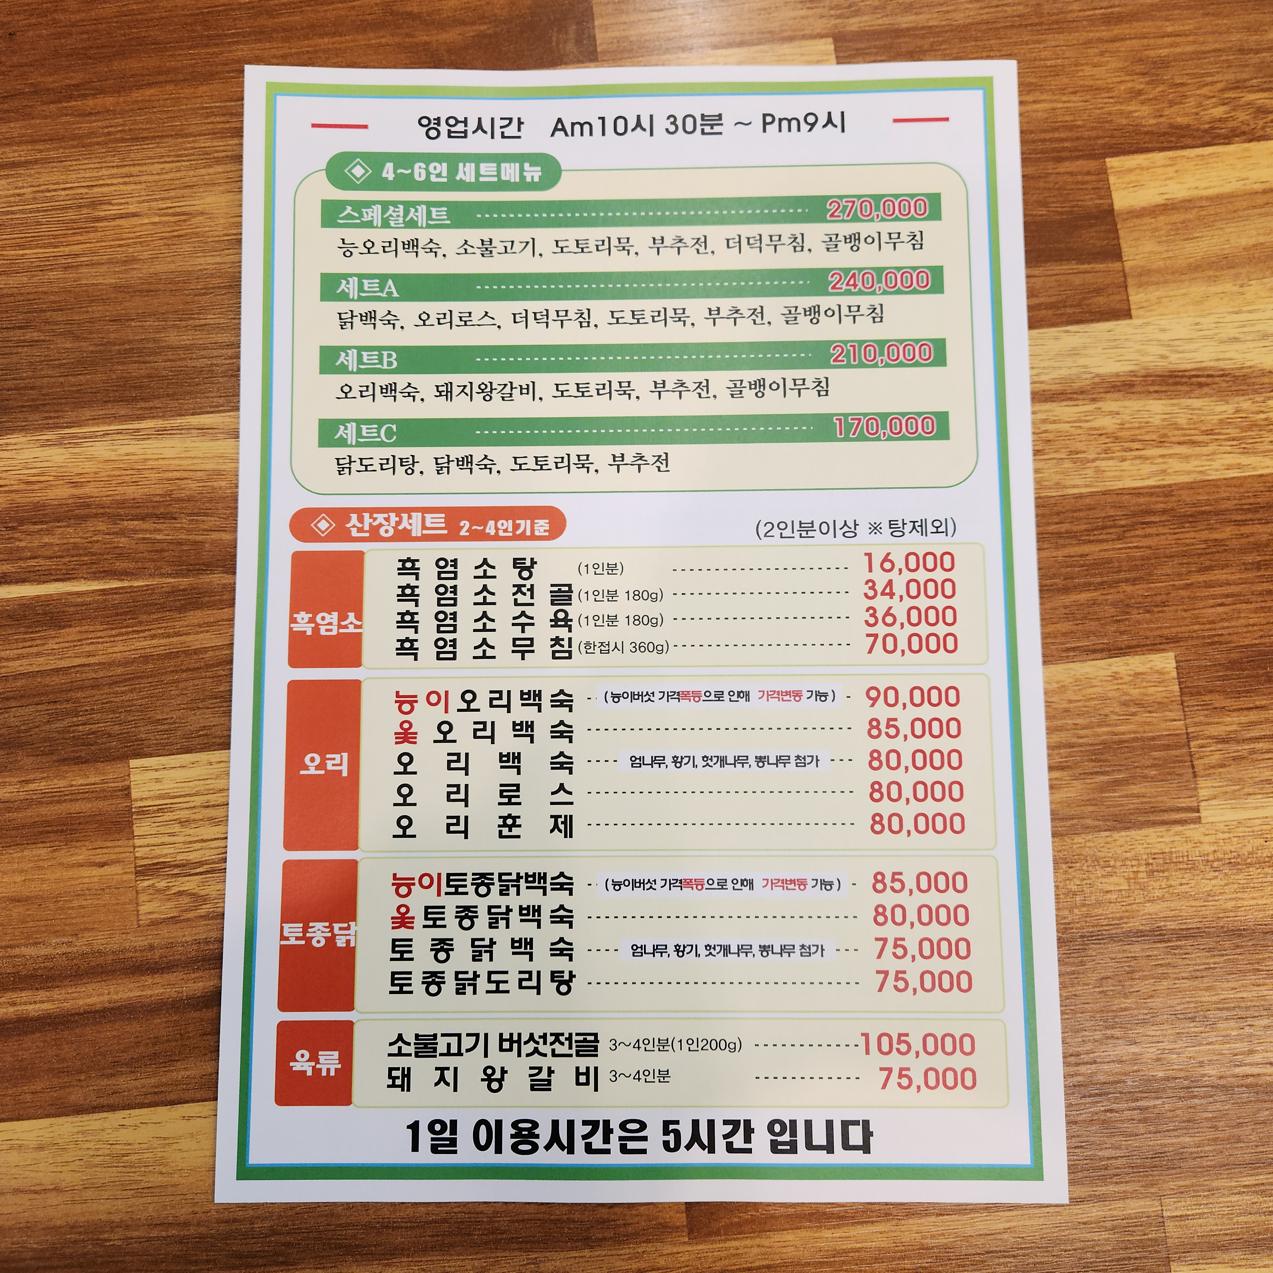 영업시간 Am10시 30분 ~ Pm9시
4~6인 세트메뉴
스페셜세트 270,000
능오리백숙, 소불고기, 도토리묵, 부추전, 더덕무침, 골뱅이무침
세트A 240,000
닭백숙, 오리로스, 더덕무침, 도토리묵, 부추전, 골뱅이무침
세트B 210,000
오리백숙, 돼지왕갈비, 도토리묵, 부추전, 골뱅이무침
세트C 170,000
닭도리탕, 닭백숙, 도토리묵, 부추전
산장세트 2~4인기준 (2인분이상 ※ 탕제외)
흑염소
흑염소탕 (1인분) 16,000
흑염소전골 (1인분 180g) 34,000
흑염소수육 (1인분 180g) 36,000
흑염소무침 (한접시 360g) 70,000
오리
능이오리백숙 (능이버섯 가격폭등으로 인해 가격변동 가능) 90,000
옻오리백숙 85,000
오리백숙 엄나무, 황기, 헛개나무, 뽕나무 첨가 80,000
오리로스 80,000
오리훈제 80,000
토종닭
능이토종닭백숙 (능이버섯 가격폭등으로 인해 가격변동 가능) 85,000
옻토종닭백숙 80,000
토종닭백숙 엄나무, 황기, 헛개나무, 뽕나무 첨가 75,000
토종닭도리탕 75,000
육류
소불고기 버섯전골 3~4인분(1인200g) 105,000
돼지왕갈비 3~4인분 75,000
1일 이용시간은 5시간 입니다